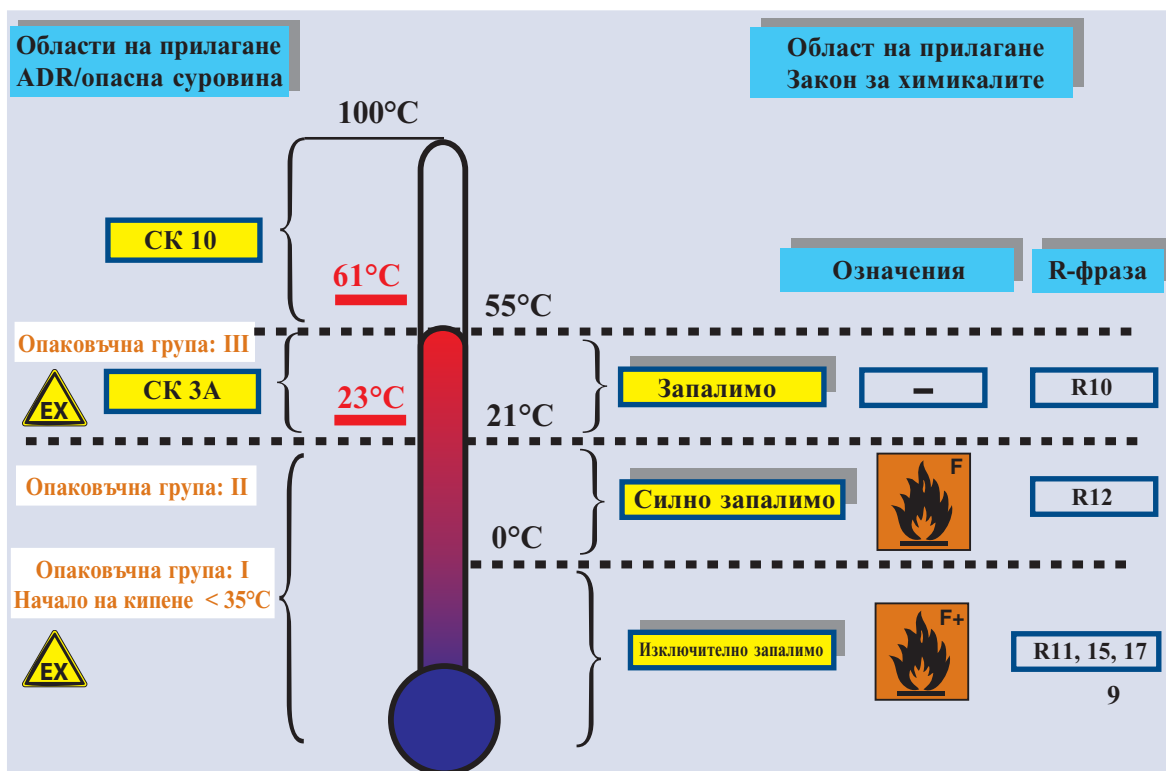 Области на прилагане
ADR/опасна суровина
Област на прилагане
Закон за химикалите
100°C
СК 10
61°C
Означения
R-фраза
55°C
Опаковъчна група: III
EX
СК 3А
23°C
21°C
Запалимо
–
R10
Опаковъчна група: II
Силно запалимо
F
R12
0°C
Опаковъчна група: I
Начало на кипене < 35°C
EX
Изключително запалимо
F+
R11, 15, 17
9